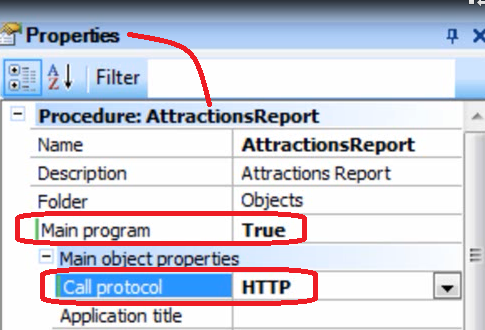 Properties
Filter
Procedure: AttractionsReport
Name AttractionsReport
Description Attractions Report
Folder Objects
Main program True
Main object properties
Call protocol HTTP
Application title